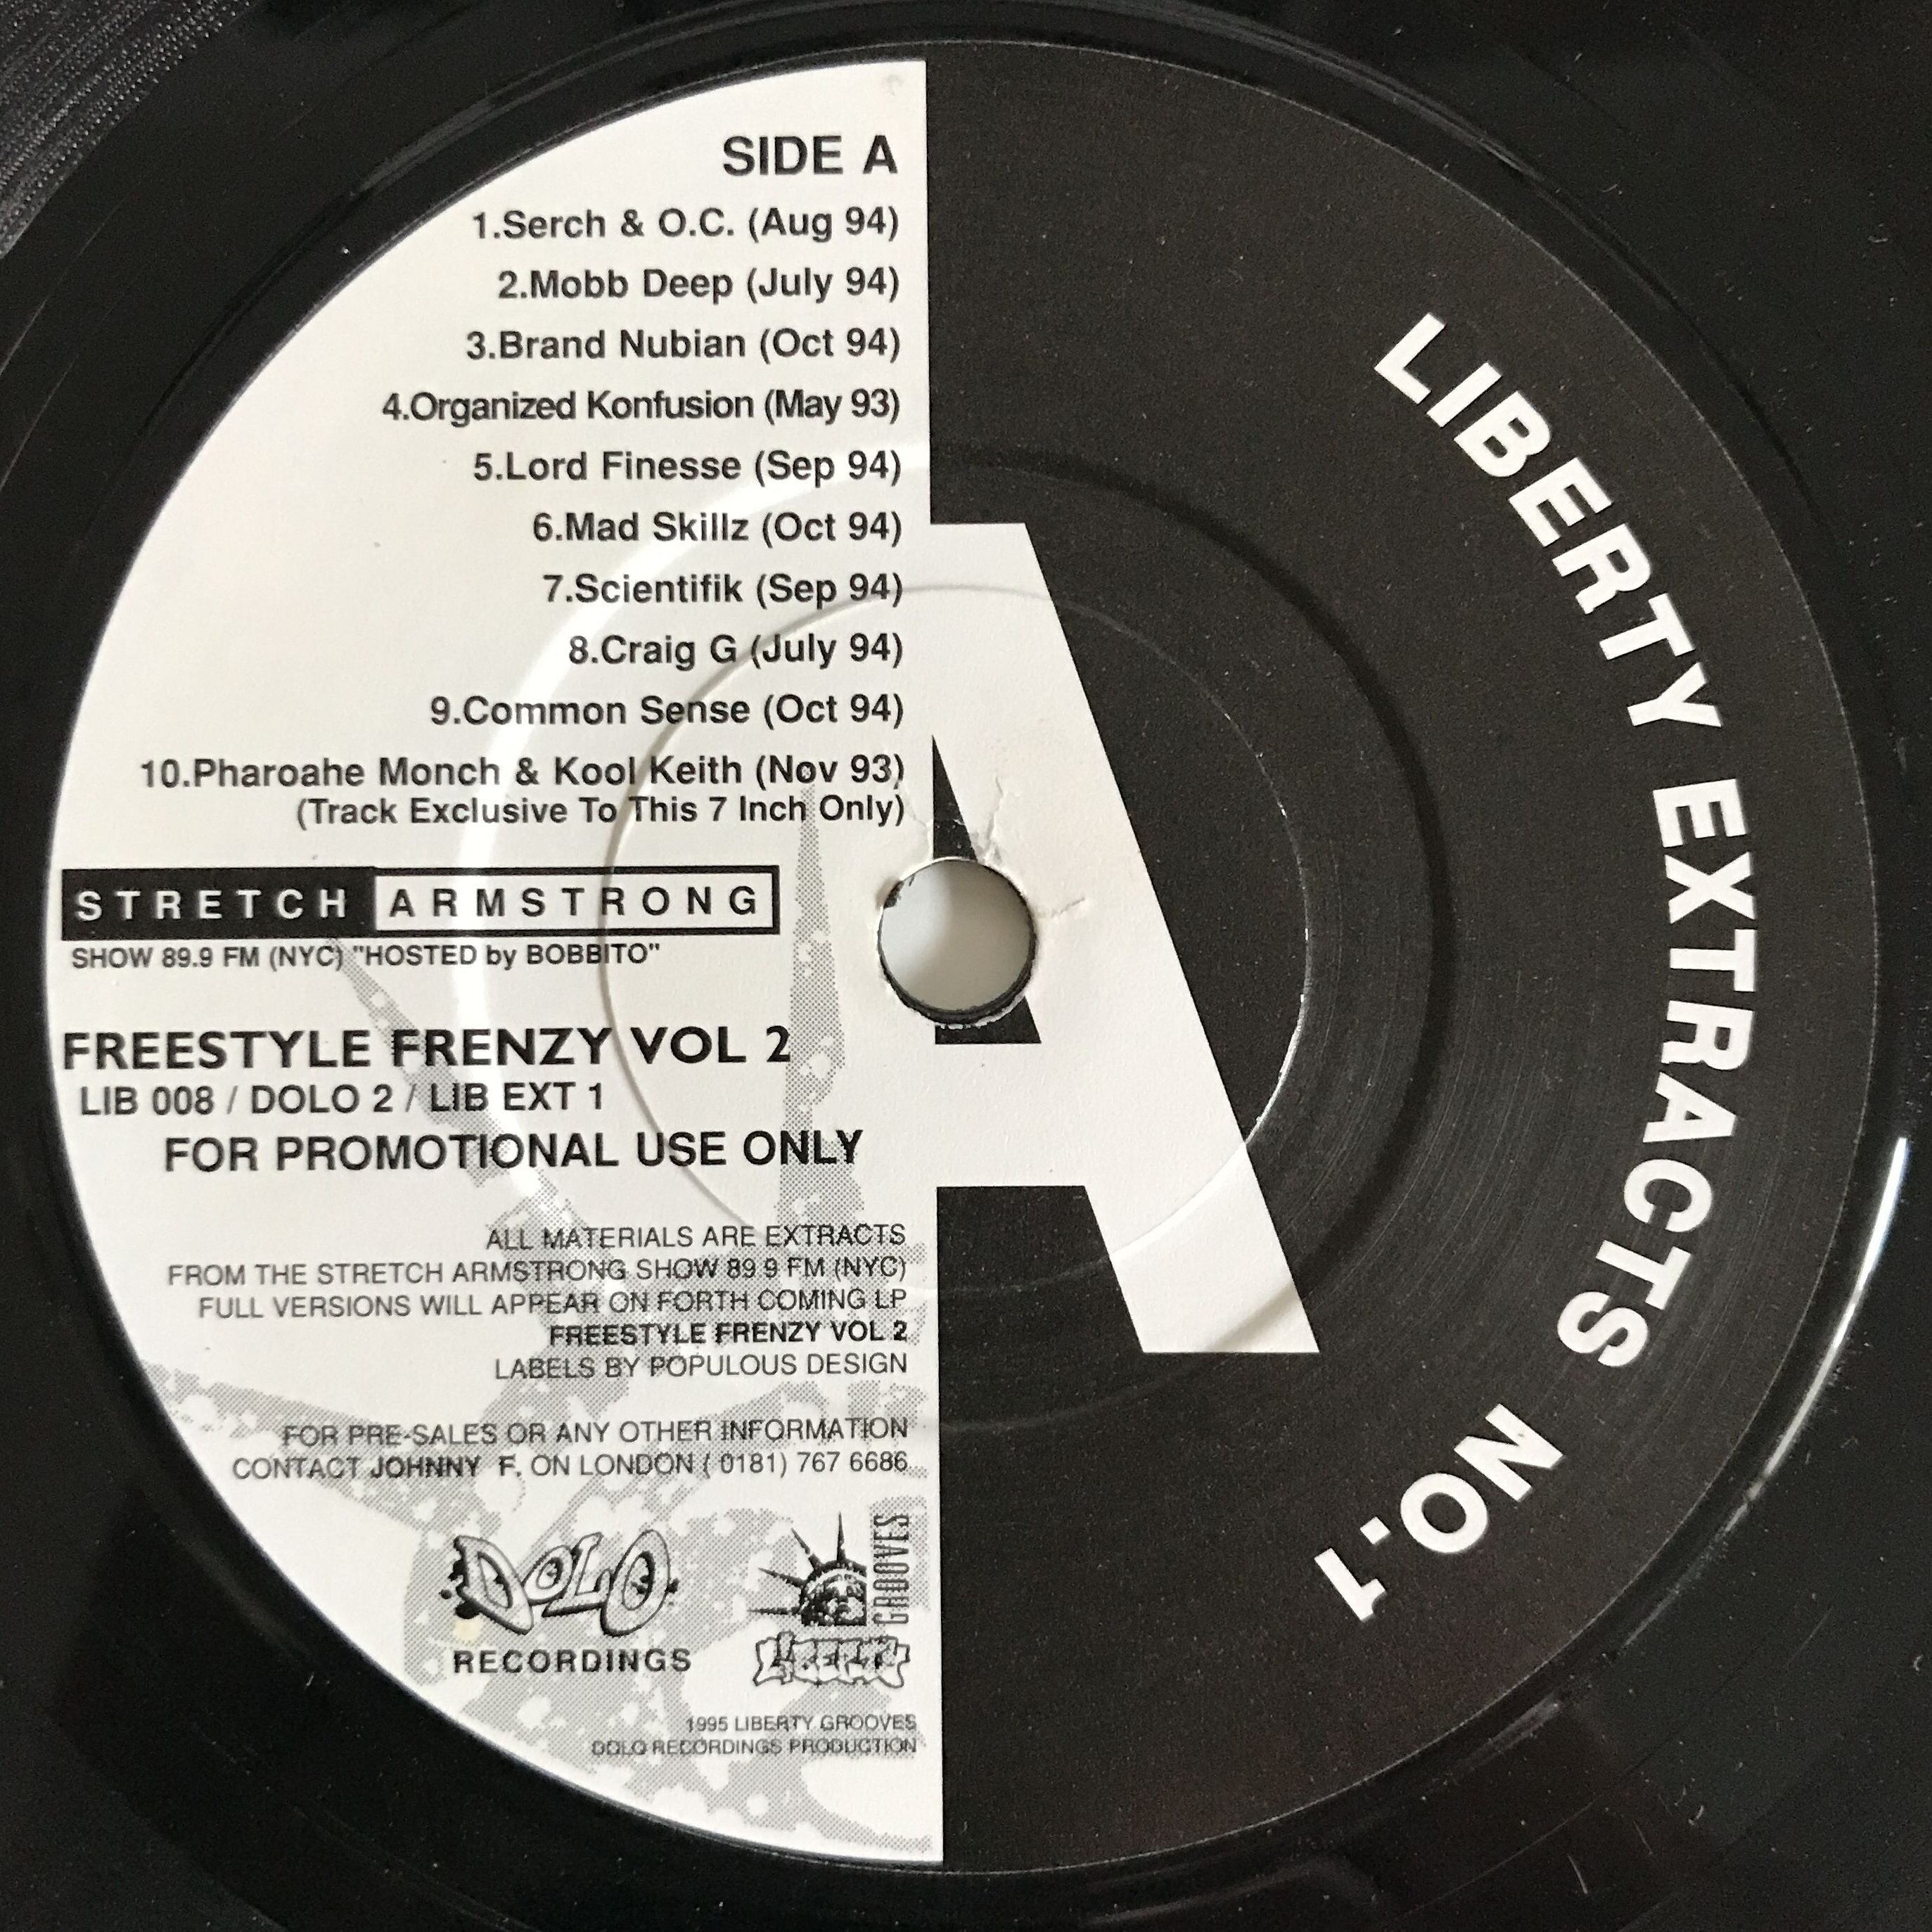 SIDE A
1.Serch & O.C. (Aug 94)
2.Mobb Deep (July 94)
3.Brand Nubian (Oct 94)
4.Organized Konfusion (May 93)
5.Lord Finesse (Sep 94)
6.Mad Skillz (Oct 94)
7.Scientifik (Sep 94)
8.Craig G (July 94)
9.Common Sense (Oct 94)
10.Pharoahe Monch & Kool Keith (Nov 93)
(Track Exclusive To This 7 Inch Only)
STRETCH ARMSTRONG
SHOW 89.9 FM (NYC) "HOSTED by BOBBITO"
FREESTYLE FRENZY VOL 2
LIB 008 / DOLO 2 / LIB EXT 1
FOR PROMOTIONAL USE ONLY
ALL MATERIALS ARE EXTRACTS
FROM THE STRETCH ARMSTRONG SHOW 89 9 FM (NYC)
FULL VERSIONS WILL APPEAR ON FORTH COMING LP
FREESTYLE FRENZY VOL 2
LABELS BY POPULOUS DESIGN
FOR PRE-SALES OR ANY OTHER INFORMATION
CONTACT JOHNNY F. ON LONDON ( 0181) 767 6686
DOLO
RECORDINGS
GROOVES
LIBERTY
1995 LIBERTY GROOVES
DOLO RECORDINGS PRODUCTION
A
LIBERTY EXTRACTS NO.1